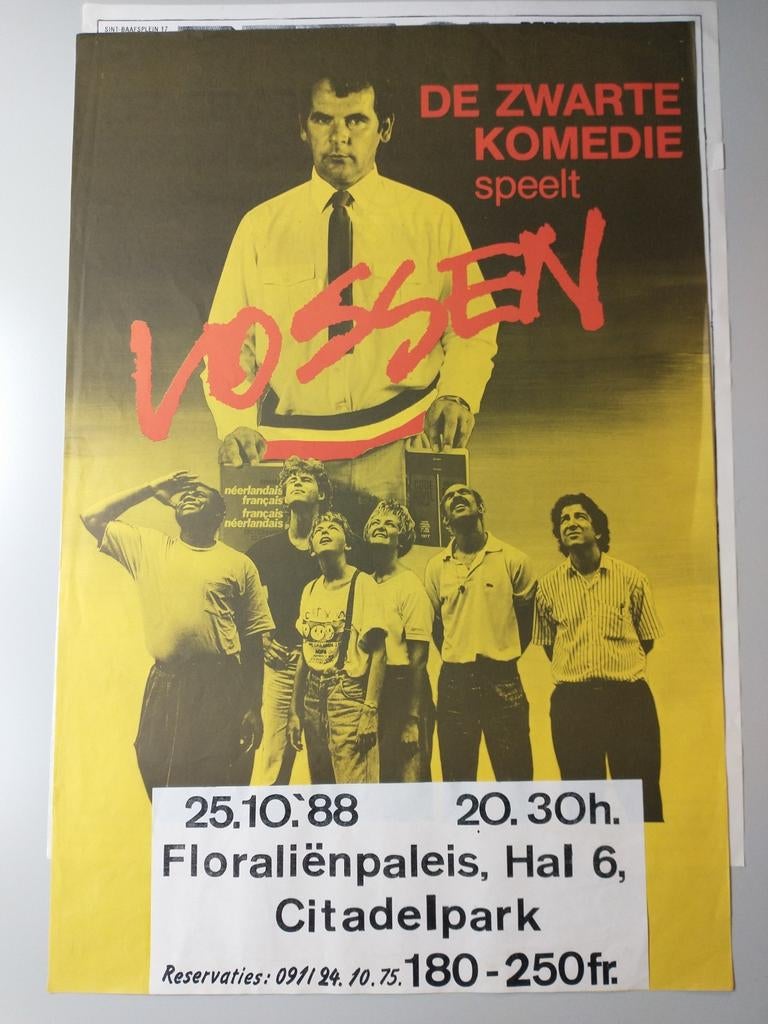 SINT-BAAFSPLEIN 17
DE ZWARTE
KOMEDIE
speelt
VOSSEN
néerlandais
français
français
néerlandais
CODE
25.10.'88 20.30h.
Floraliënpaleis, Hal 6,
Citadelpark
Reservaties: 091/24.10.75. 180-250fr.